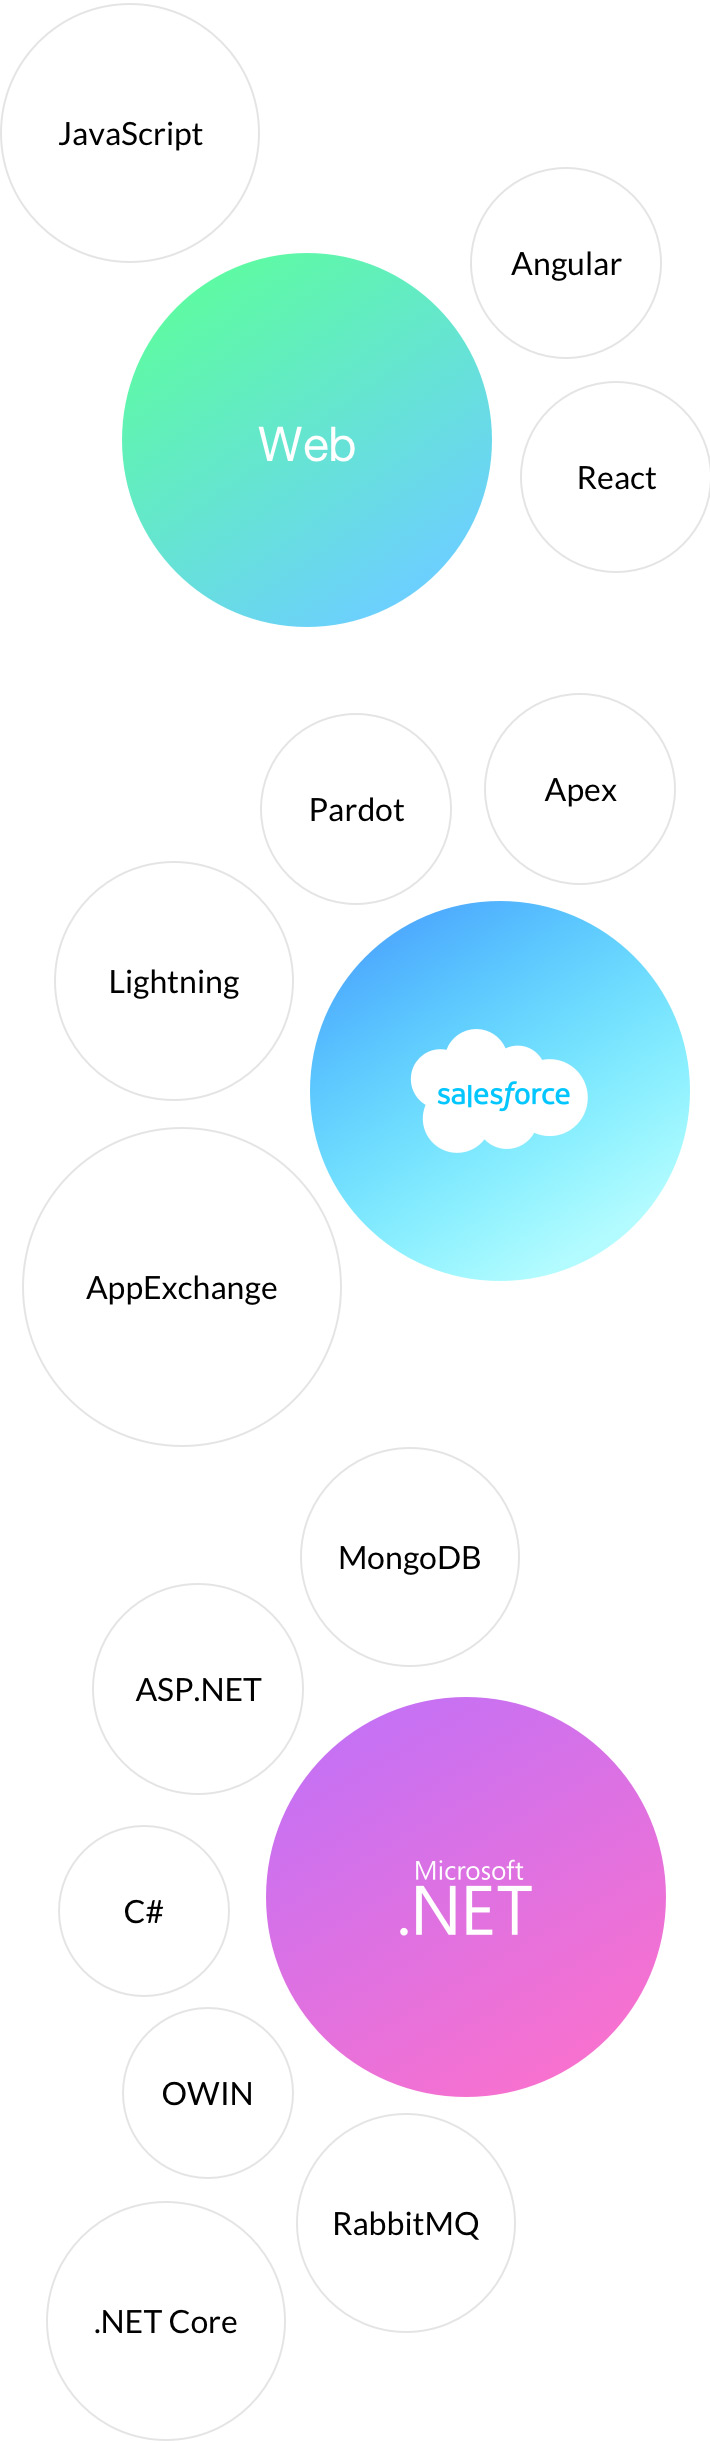 JavaScript
Angular
Web
React
Apex
Pardot
Lightning
salesforce
AppExchange
MongoDB
ASP.NET
Microsoft
.NET
C#
OWIN
RabbitMQ
.NET Core